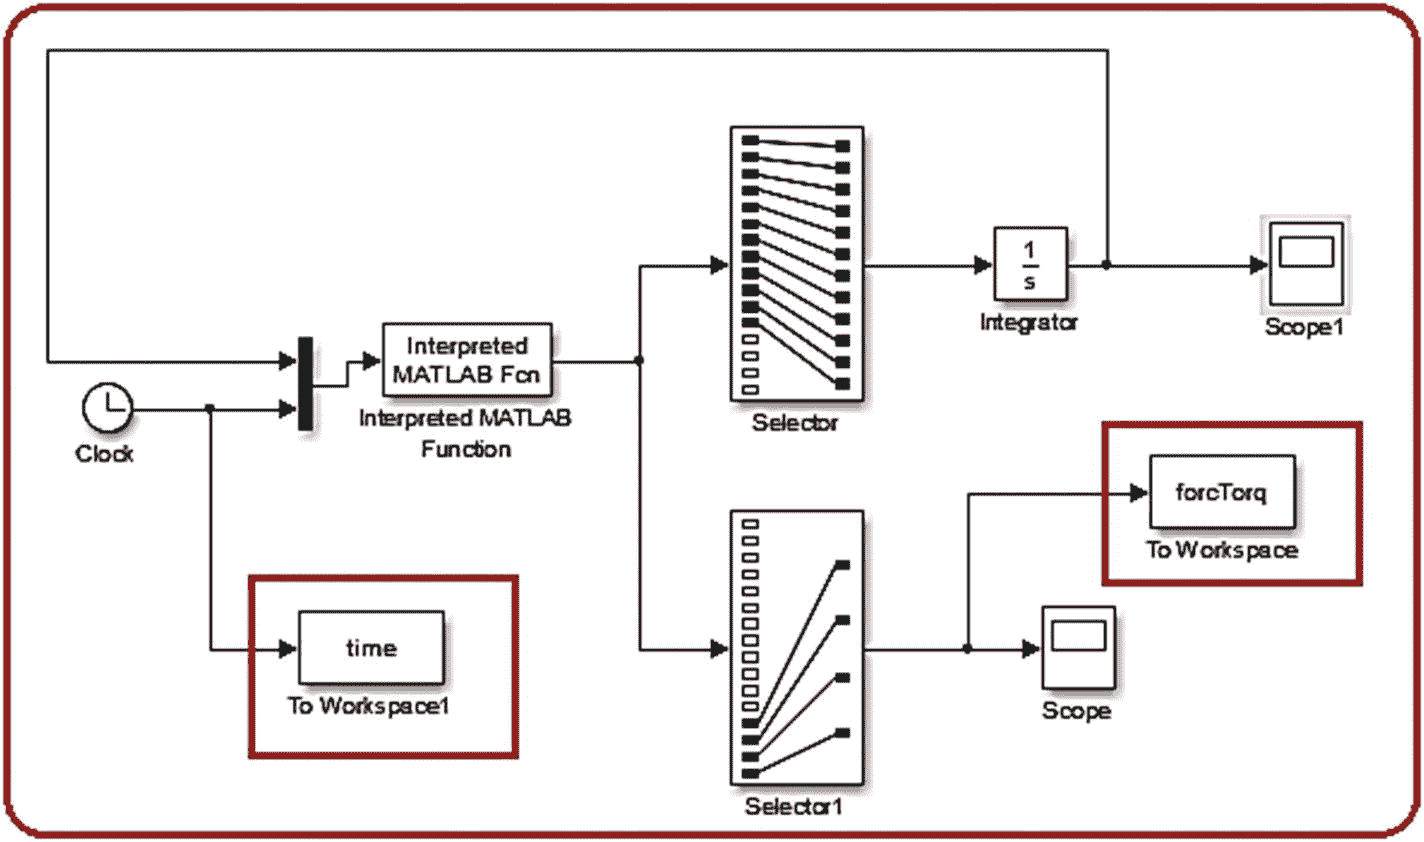 Interpreted
MATLAB Fcn
Interpreted MATLAB
Function
Clock
Selector
1
s
Integrator
Scope1
forcTorq
To Workspace
time
To Workspace1
Scope
Selector1